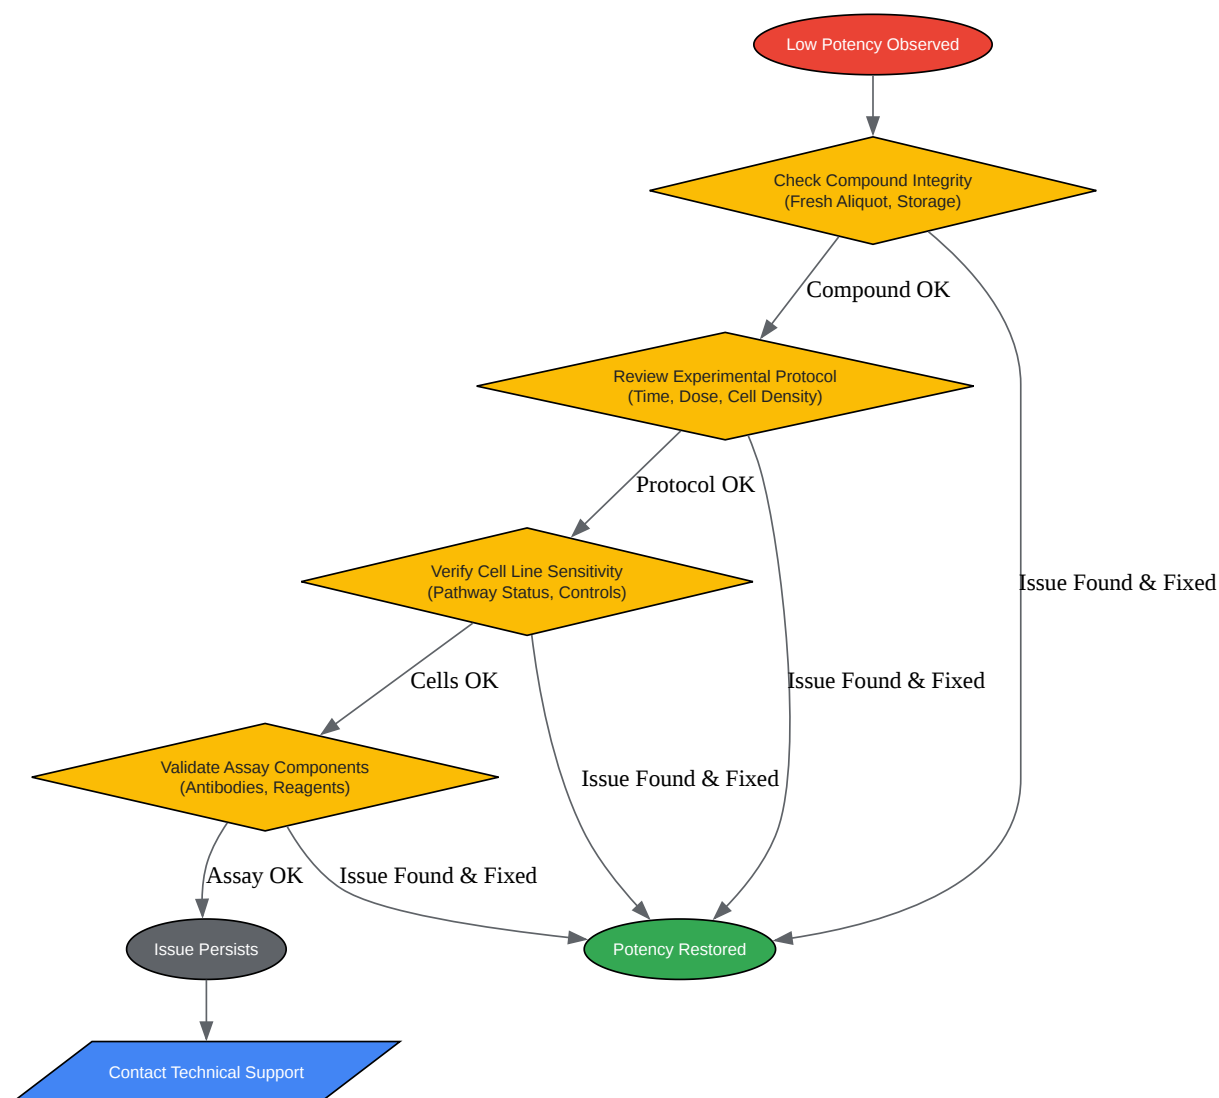 Low Potency Observed
Check Compound Integrity
(Fresh Aliquot, Storage)
Compound OK
Review Experimental Protocol
(Time, Dose, Cell Density)
Protocol OK
Verify Cell Line Sensitivity
(Pathway Status, Controls)
Issue Found & Fixed
Cells OK
Issue Found & Fixed
Validate Assay Components
(Antibodies, Reagents)
Issue Found & Fixed
Assay OK
Issue Found & Fixed
Issue Persists
Potency Restored
Contact Technical Support